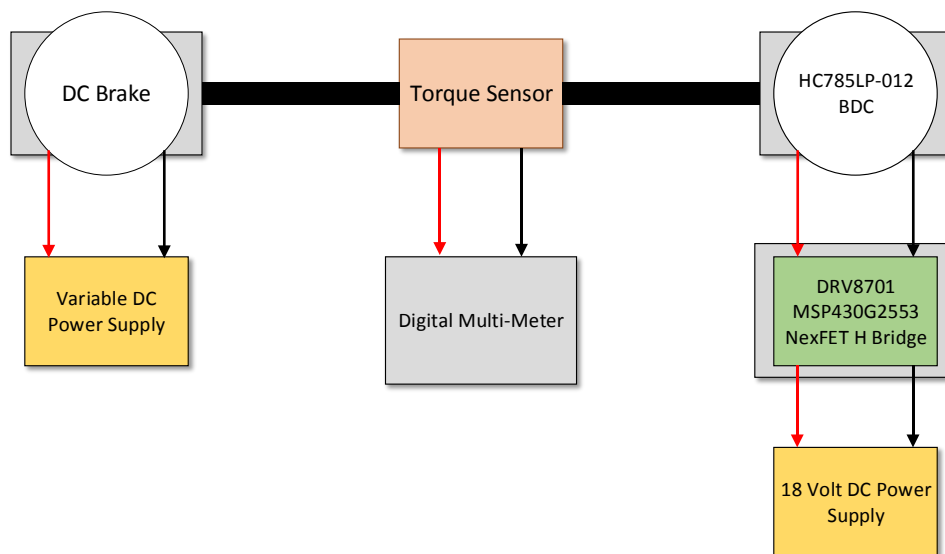 DC Brake
Torque Sensor
HC785LP-012
BDC
Variable DC
Power Supply
Digital Multi-Meter
DRV8701
MSP430G2553
NexFET H Bridge
18 Volt DC Power
Supply